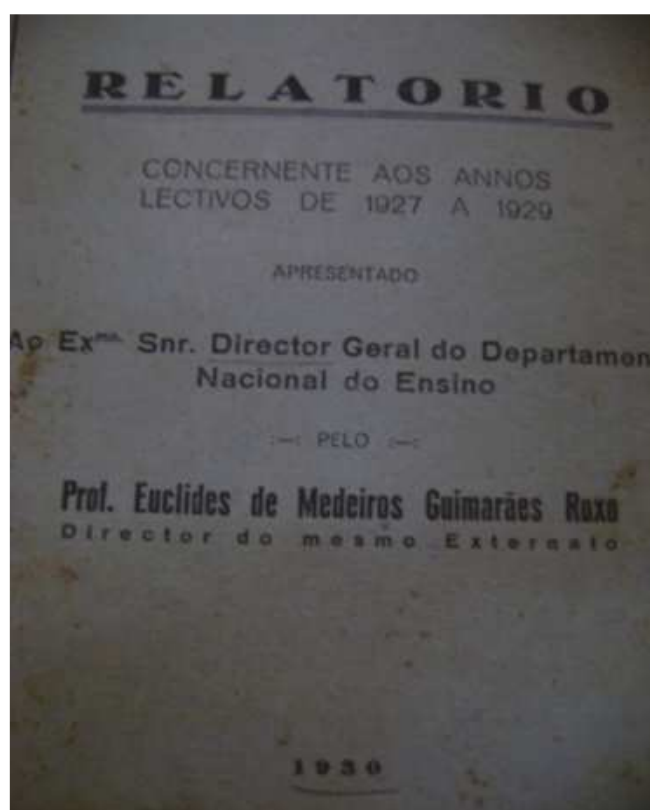 RELATORIO
CONCERNENTE AOS ANNOS
LECTIVOS DE 1927 A 1929
APRESENTADO
Ao Exmo. Snr. Director Geral do Departamen
Nacional do Ensino
:—: PELO :—:
Prof. Euclides de Medeiros Guimarães Roxo
Director do mesmo Externato
1930